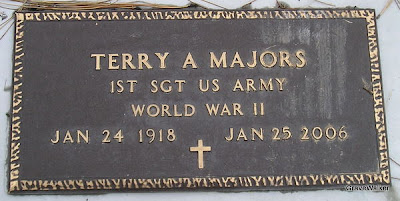 TERRY A MAJORS
1ST SGT US ARMY
WORLD WAR II
JAN 24 1918 JAN 25 2006